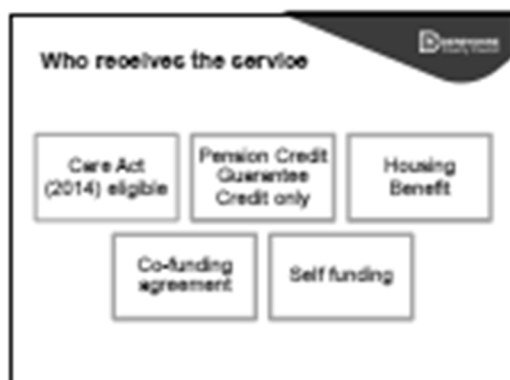 Who receives the service
Care Act
(2014) eligible
Pension Credit
Guarantee
Credit only
Housing
Benefit
Co-funding
agreement
Self funding